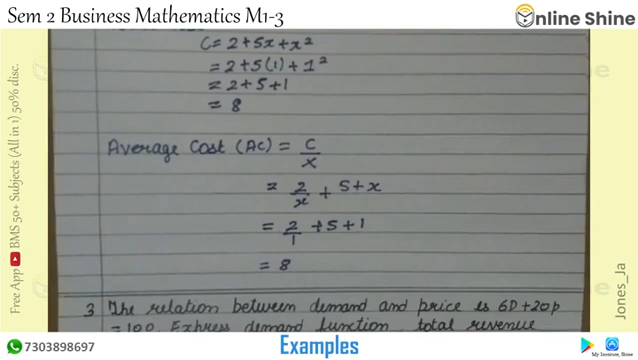 Sem 2 Business Mathematics M1-3
Online Shine
C = 2+5x+x²
= 2+5(1)+1²
= 2+5+1
= 8
Average Cost (AC) = C/x
= 2/x + 5+x
= 2/1 +5+1
= 8
3 The relation between demand and price is 6D+20p
=100. Express demand function, total revenue
Free App BMS 50+ Subjects (All in 1) 50% disc.
Jones_Ja
7303898697
Examples
My Institute, Shine